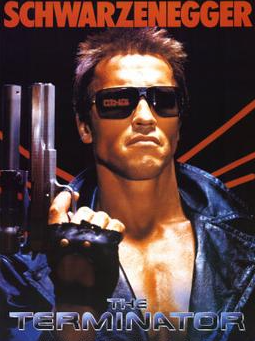 SCHWARZENEGGER
THE
TERMINATOR